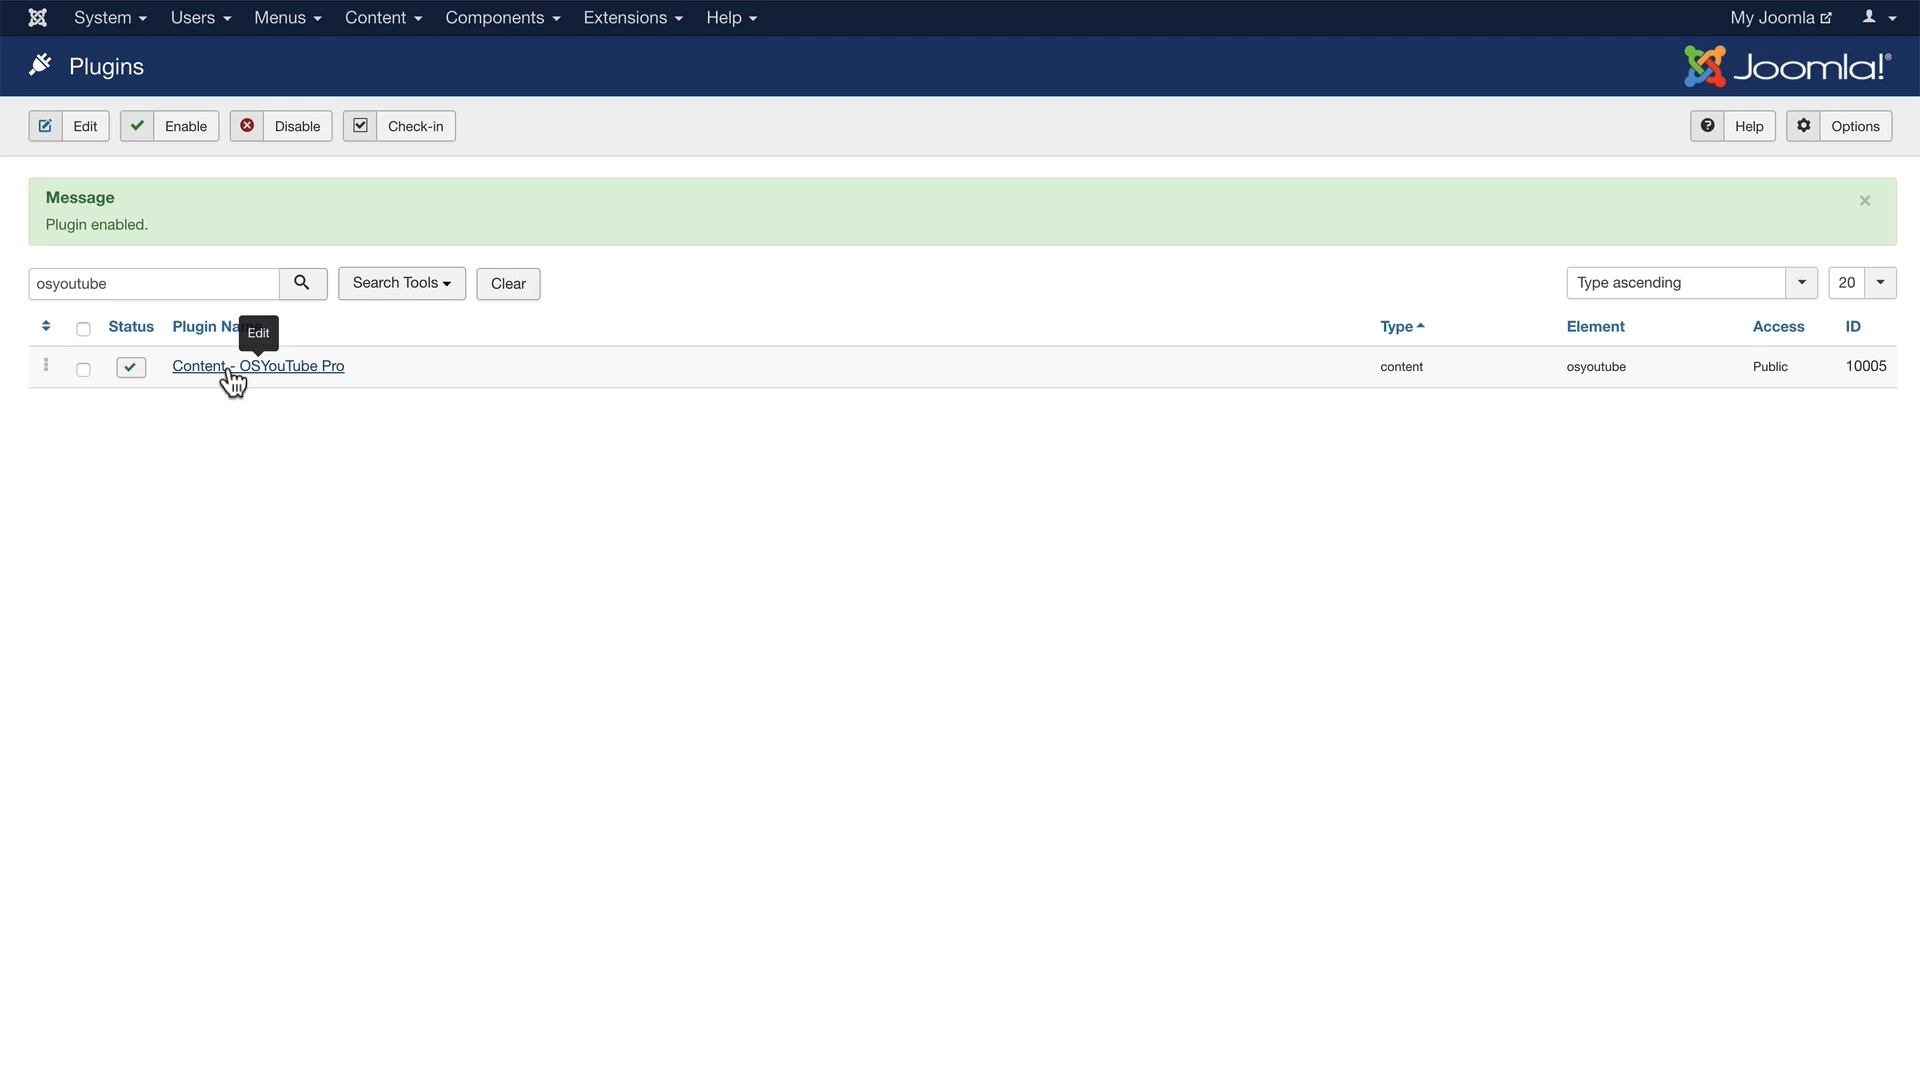 System Users Menus Content Components Extensions Help My Joomla
Plugins Joomla!®
Edit Enable Disable Check-in Help Options
Message ×
Plugin enabled.
osyoutube Search Tools Clear Type ascending 20
Status Plugin Type Element Access ID
Edit
Content - OSYouTube Pro content osyoutube Public 10005